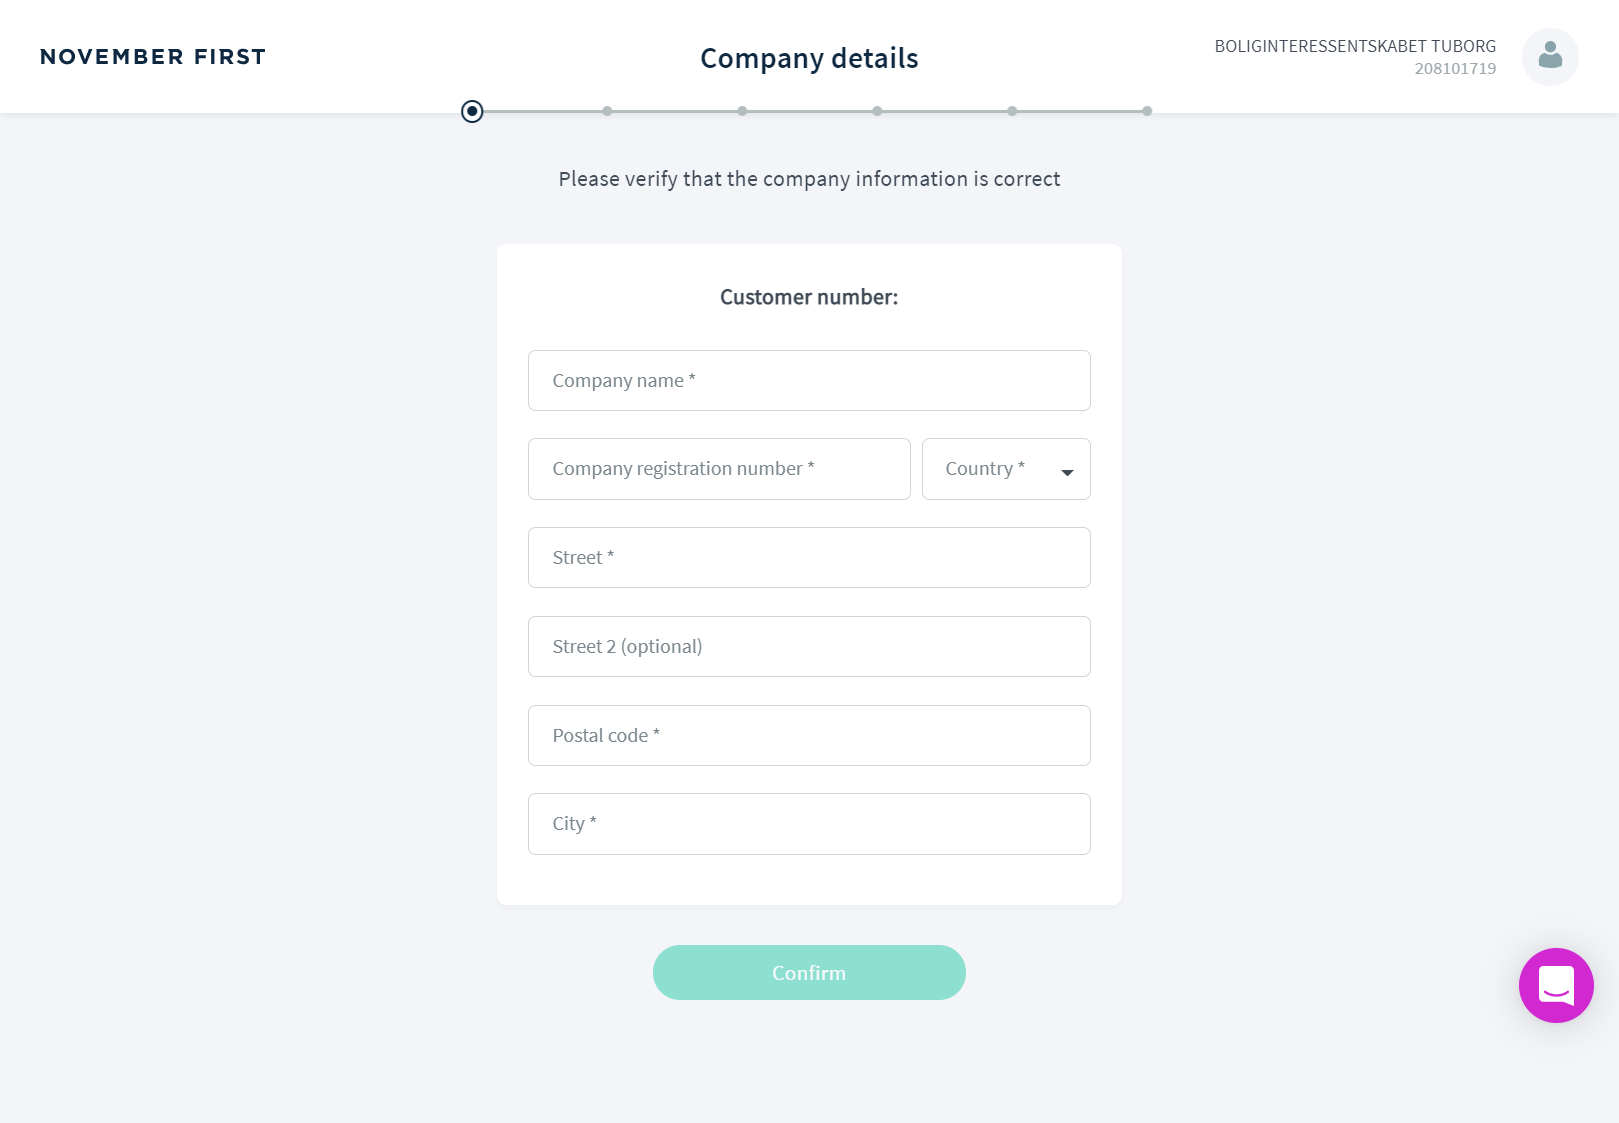 NOVEMBER FIRST
Company details
BOLIGINTERESSENTSKABET TUBORG
208101719
Please verify that the company information is correct
Customer number:
Company name *
Company registration number *
Country *
Street *
Street 2 (optional)
Postal code *
City *
Confirm